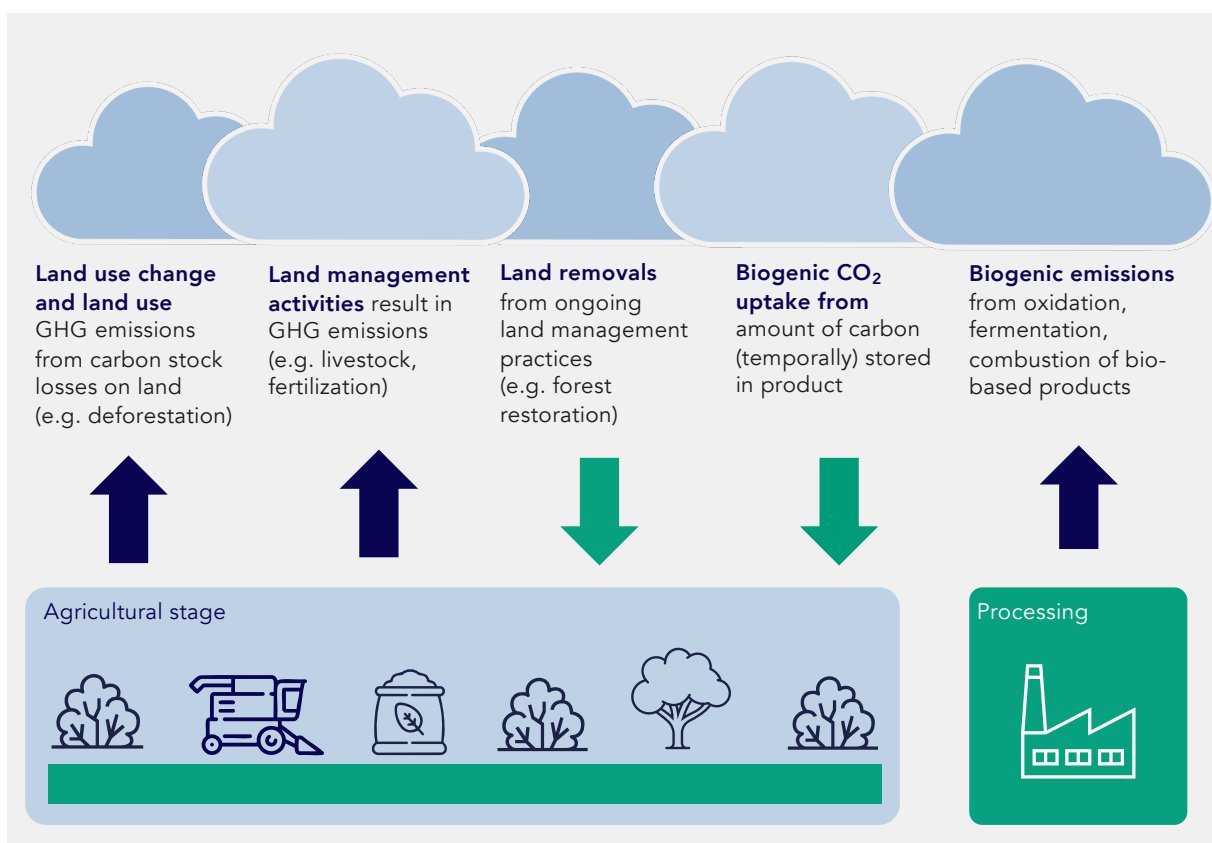 Land use change
and land use
GHG emissions
from carbon stock
losses on land
(e.g. deforestation)
Land management
activities result in
GHG emissions
(e.g. livestock,
fertilization)
Land removals
from ongoing
land management
practices
(e.g. forest
restoration)
Biogenic CO₂
uptake from
amount of carbon
(temporally) stored
in product
Biogenic emissions
from oxidation,
fermentation,
combustion of bio-
based products
Agricultural stage
Processing